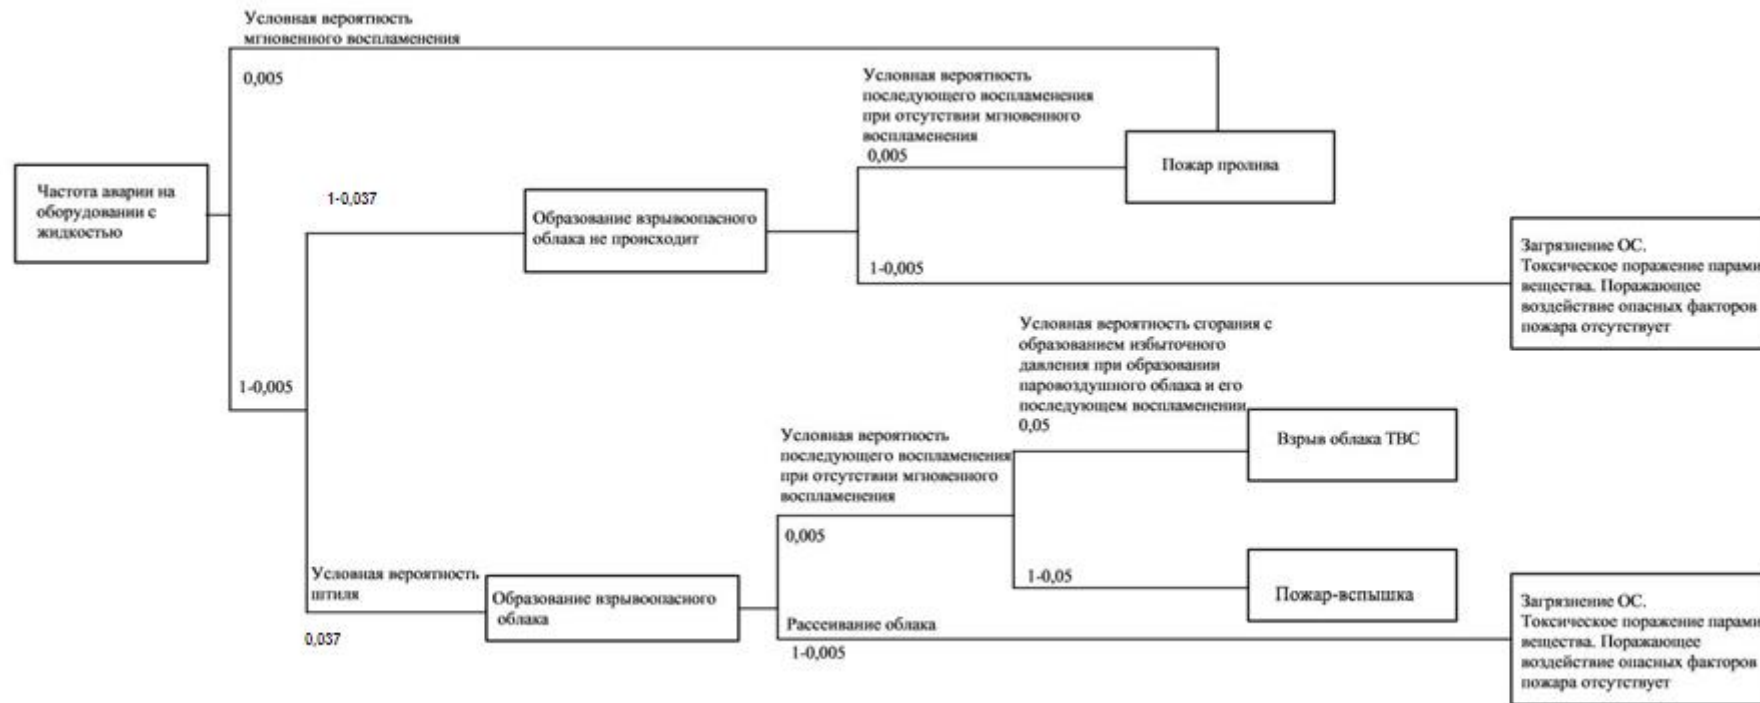 Условная вероятность
мгновенного воспламенения
0,005
Условная вероятность
последующего воспламенения
при отсутствии мгновенного
воспламенения
0,005
Пожар пролива
Частота аварии на
оборудовании с
жидкостью
1-0,037
Образование взрывоопасного
облака не происходит
1-0,005
Загрязнение ОС.
Токсическое поражение парами
вещества. Поражающее
воздействие опасных факторов
пожара отсутствует
1-0,005
Условная вероятность сгорания с
образованием избыточного
давления при образовании
паровоздушного облака и его
последующем воспламенении
0,05
Взрыв облака ТВС
Условная вероятность
последующего воспламенения
при отсутствии мгновенного
воспламенения
0,005
1-0,05
Пожар-вспышка
Условная вероятность
штиля
0,037
Образование взрывоопасного
облака
Рассеивание облака
1-0,005
Загрязнение ОС.
Токсическое поражение парами
вещества. Поражающее
воздействие опасных факторов
пожара отсутствует